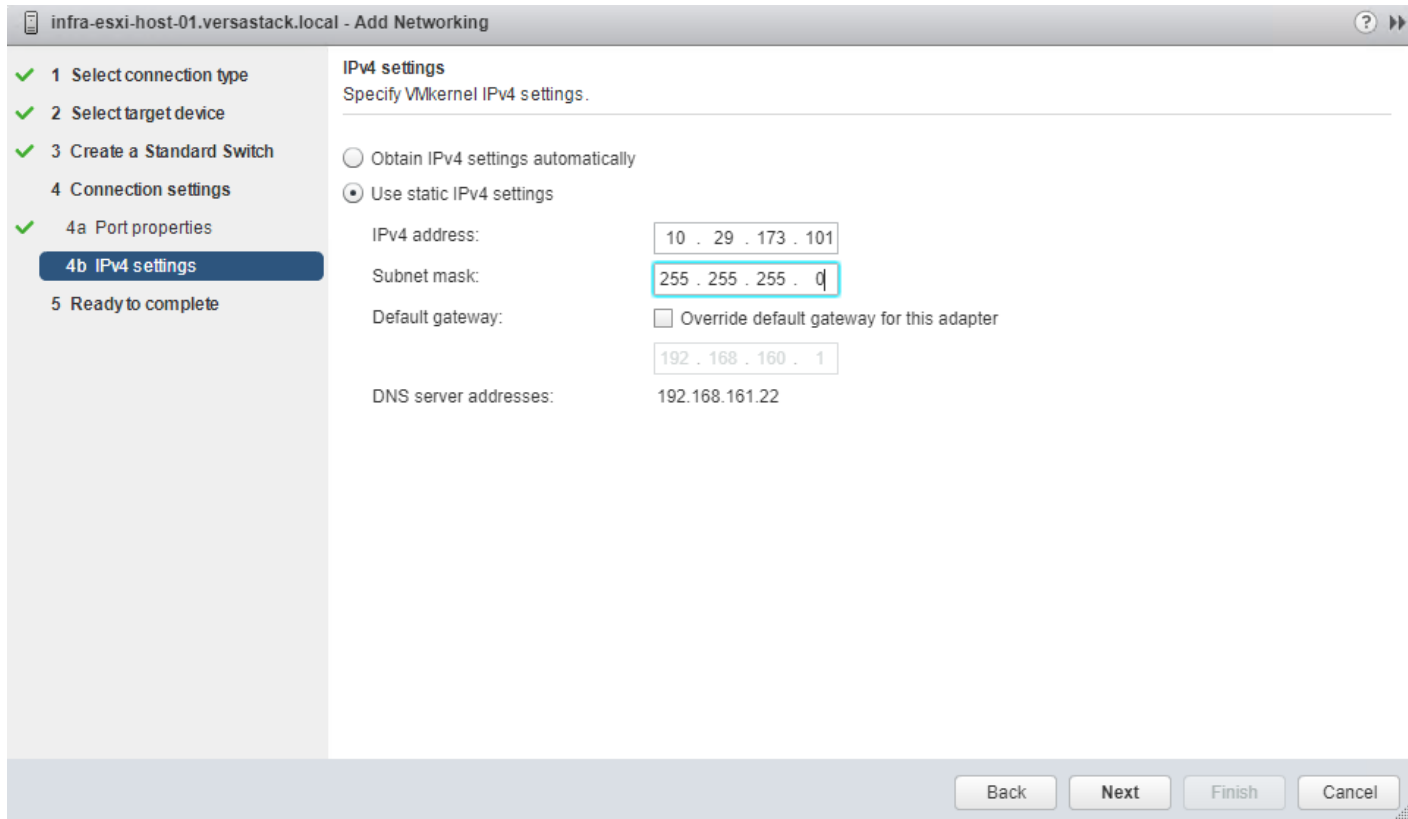 infra-esxi-host-01.versastack.local - Add Networking
?
1 Select connection type
2 Select target device
3 Create a Standard Switch
4 Connection settings
4a Port properties
4b IPv4 settings
5 Ready to complete
IPv4 settings
Specify VMkernel IPv4 settings.
Obtain IPv4 settings automatically
Use static IPv4 settings
IPv4 address: 10 . 29 . 173 . 101
Subnet mask: 255 . 255 . 255 . 0
Default gateway: Override default gateway for this adapter
192 . 168 . 160 . 1
DNS server addresses: 192.168.161.22
Back Next Finish Cancel